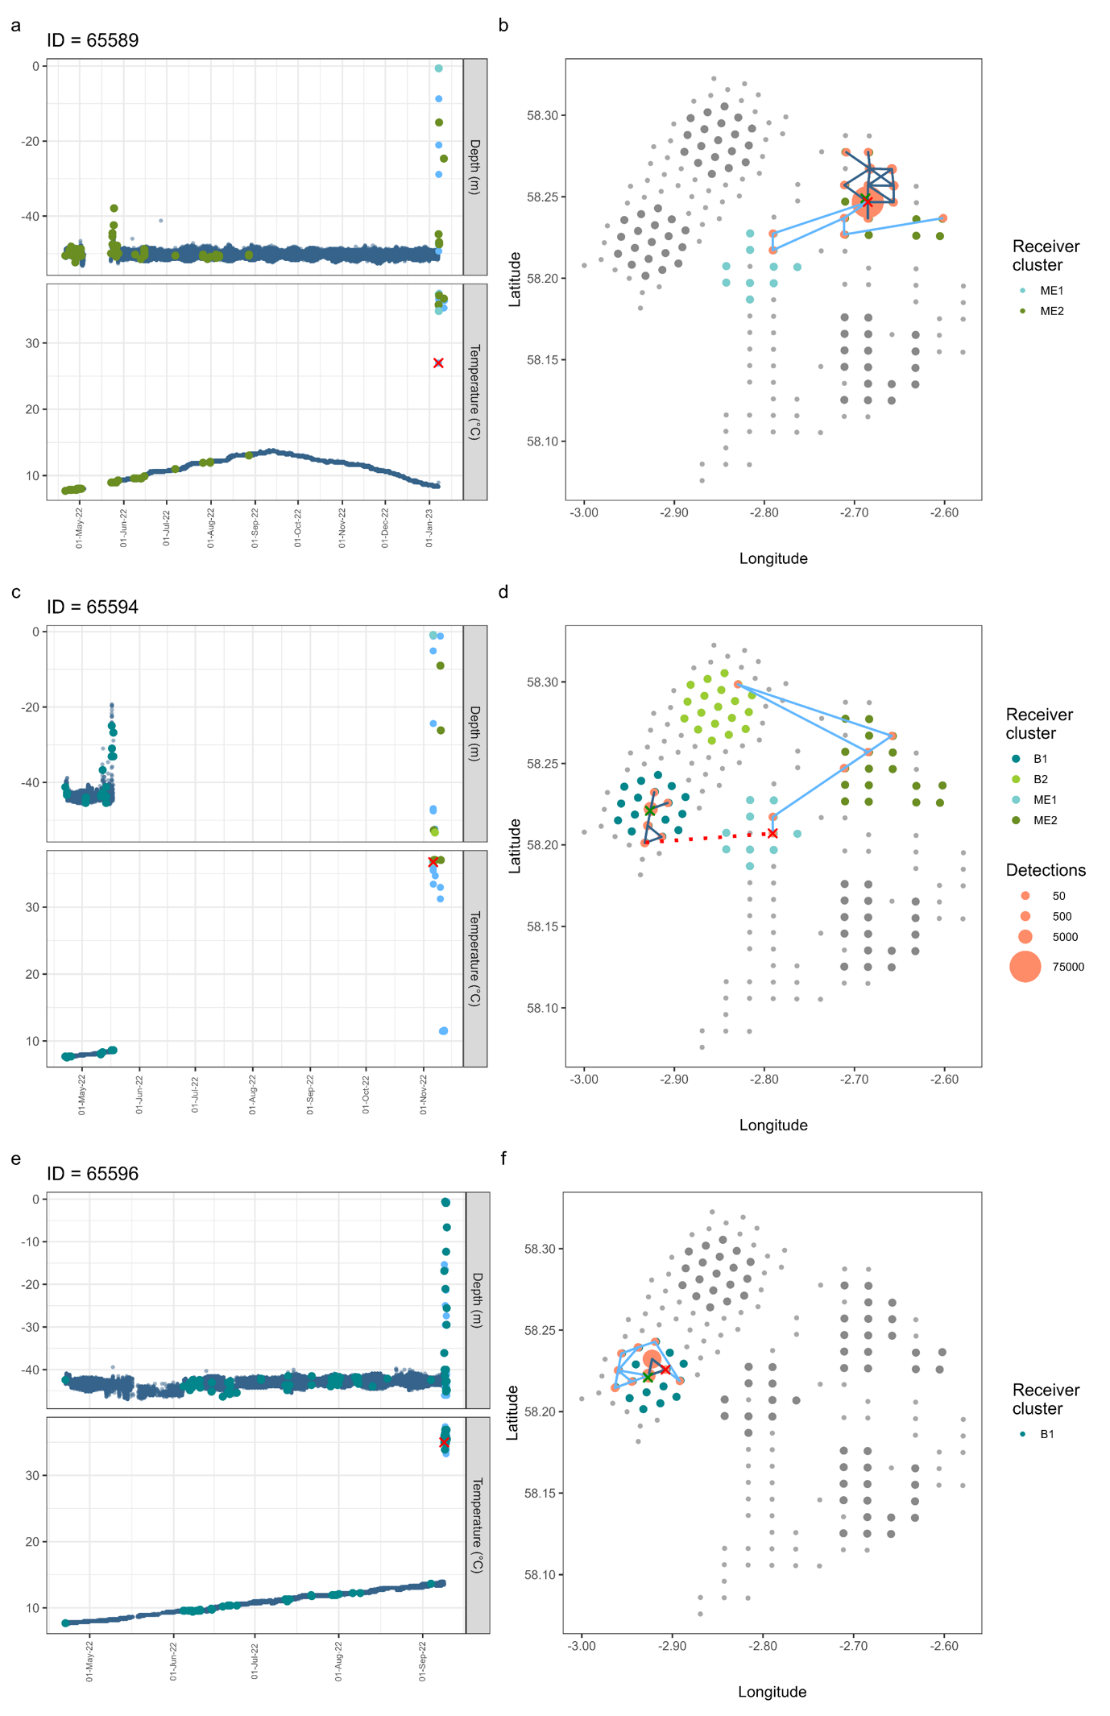 a
ID = 65589
0
-20
-40
Depth (m)
30
20
10
Temperature (°C)
01-May-22
01-Jun-22
01-Jul-22
01-Aug-22
01-Sep-22
01-Oct-22
01-Nov-22
01-Dec-22
01-Jan-23
b
58.30
58.25
58.20
58.15
58.10
Latitude
-3.00
-2.90
-2.80
-2.70
-2.60
Longitude
Receiver
cluster
ME1
ME2
c
ID = 65594
0
-20
-40
Depth (m)
30
20
10
Temperature (°C)
01-May-22
01-Jun-22
01-Jul-22
01-Aug-22
01-Sep-22
01-Oct-22
01-Nov-22
d
58.30
58.25
58.20
58.15
58.10
Latitude
-3.00
-2.90
-2.80
-2.70
-2.60
Longitude
Receiver
cluster
B1
B2
ME1
ME2
Detections
50
500
5000
75000
e
ID = 65596
0
-10
-20
-30
-40
Depth (m)
30
20
10
Temperature (°C)
01-May-22
01-Jun-22
01-Jul-22
01-Aug-22
01-Sep-22
f
58.30
58.25
58.20
58.15
58.10
Latitude
-3.00
-2.90
-2.80
-2.70
-2.60
Longitude
Receiver
cluster
B1